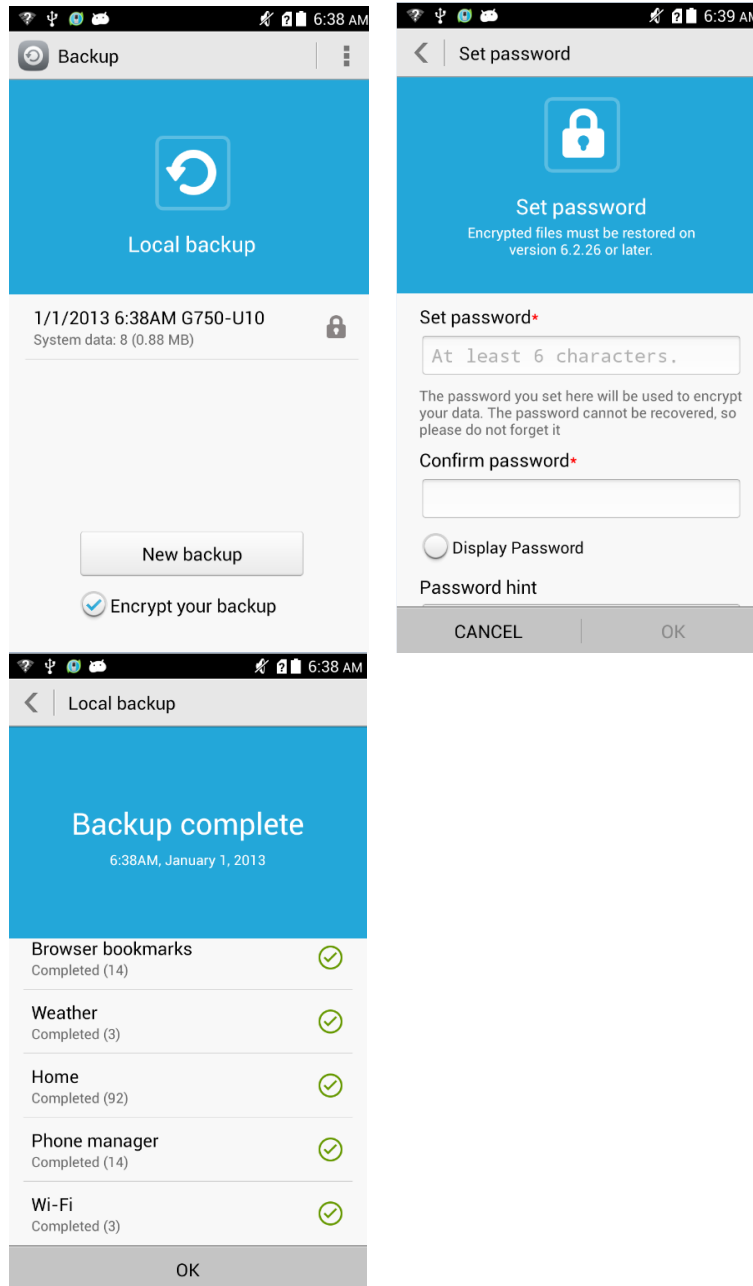 6:38 AM
Backup
Local backup
1/1/2013 6:38AM G750-U10
System data: 8 (0.88 MB)
New backup
Encrypt your backup
6:39 AM
Set password
Set password
Encrypted files must be restored on
version 6.2.26 or later.
Set password*
At least 6 characters.
The password you set here will be used to encrypt
your data. The password cannot be recovered, so
please do not forget it
Confirm password*
Display Password
Password hint
CANCEL
OK
6:38 AM
Local backup
Backup complete
6:38AM, January 1, 2013
Browser bookmarks
Completed (14)
Weather
Completed (3)
Home
Completed (92)
Phone manager
Completed (14)
Wi-Fi
Completed (3)
OK